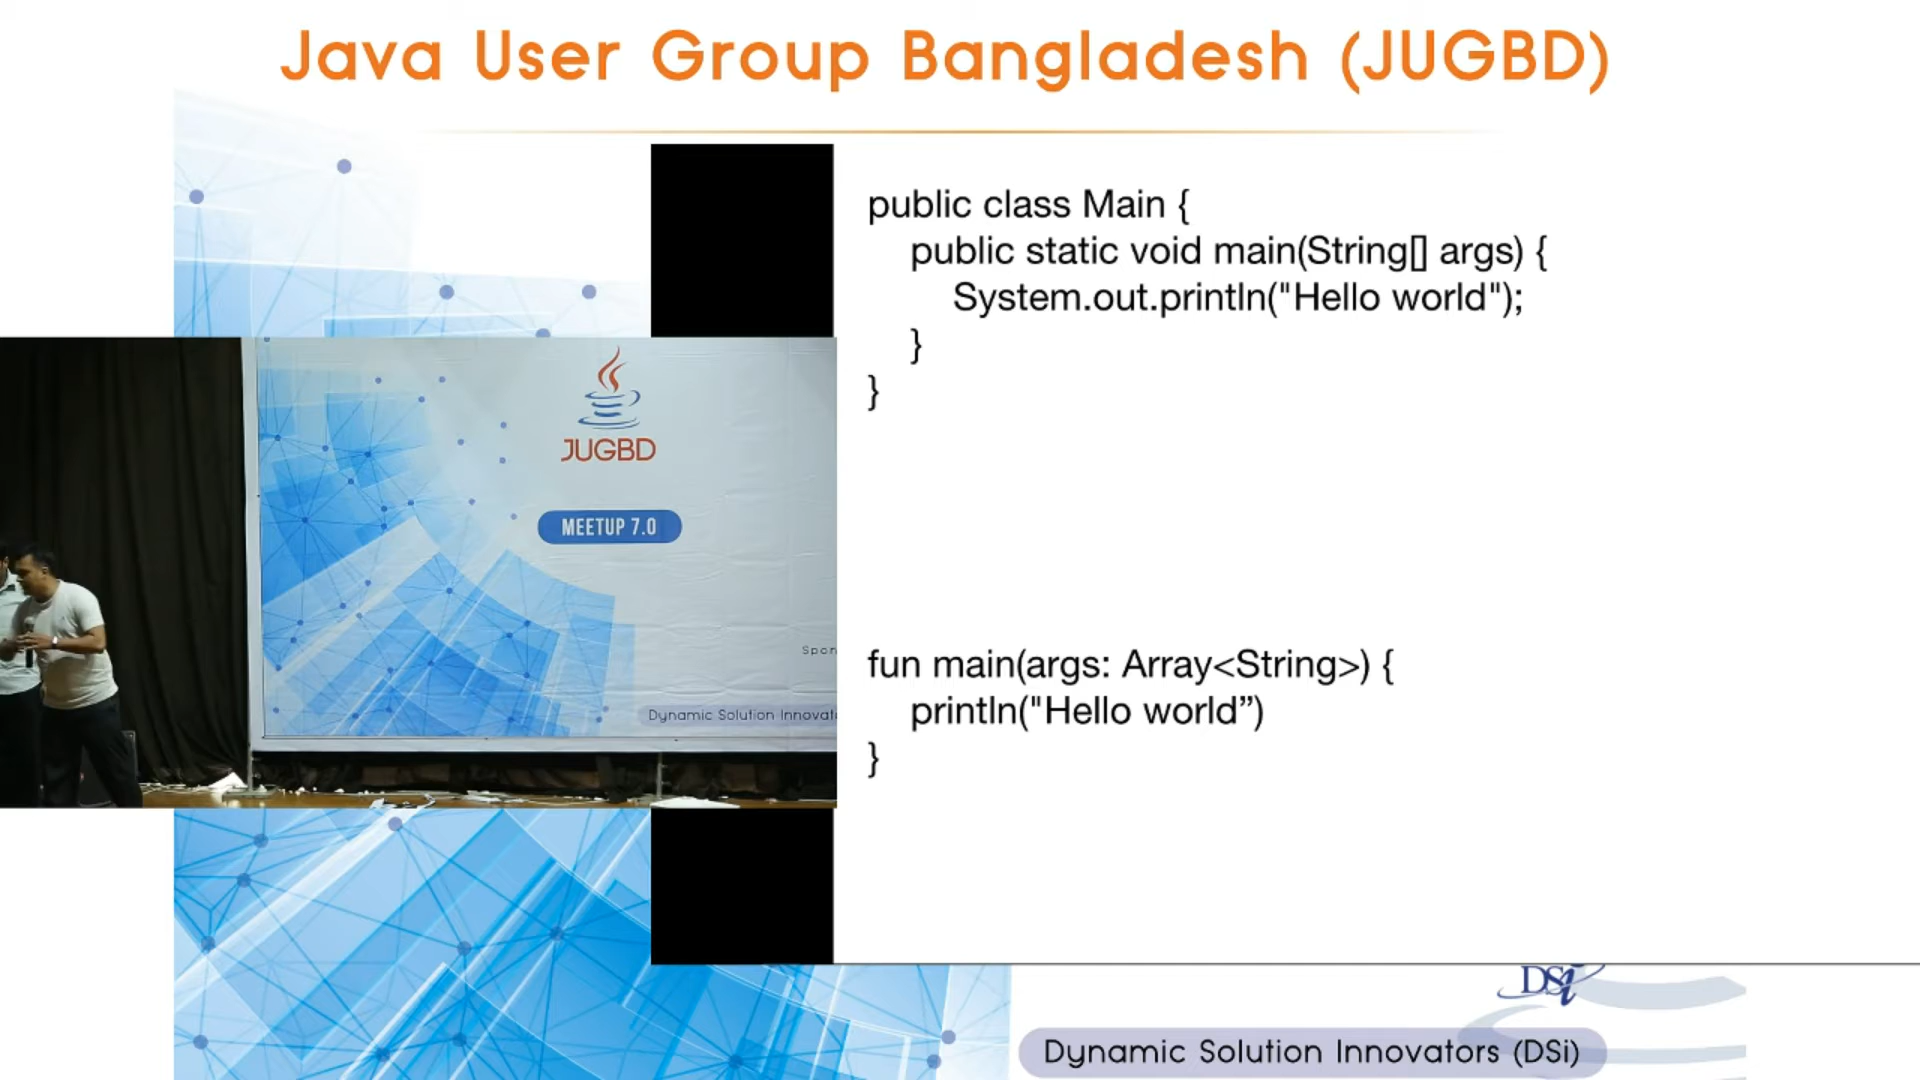 Java User Group Bangladesh (JUGBD)
public class Main {
public static void main(String[] args) {
System.out.println("Hello world");
}
}
JUGBD
MEETUP 7.0
Dynamic Solution
fun main(args: Array<String>) {
println("Hello world”)
}
DSi
Dynamic Solution Innovators (DSi)